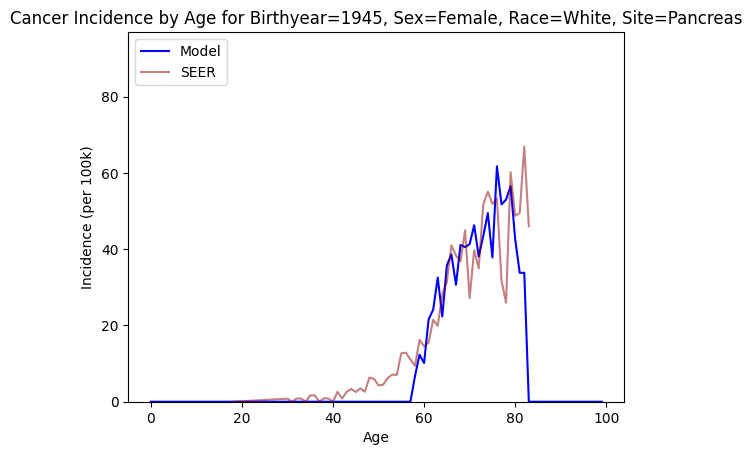 Cancer Incidence by Age for Birthyear=1945, Sex=Female, Race=White, Site=Pancreas
Model
SEER
80
60
40
20
0
Incidence (per 100k)
0 20 40 60 80 100
Age